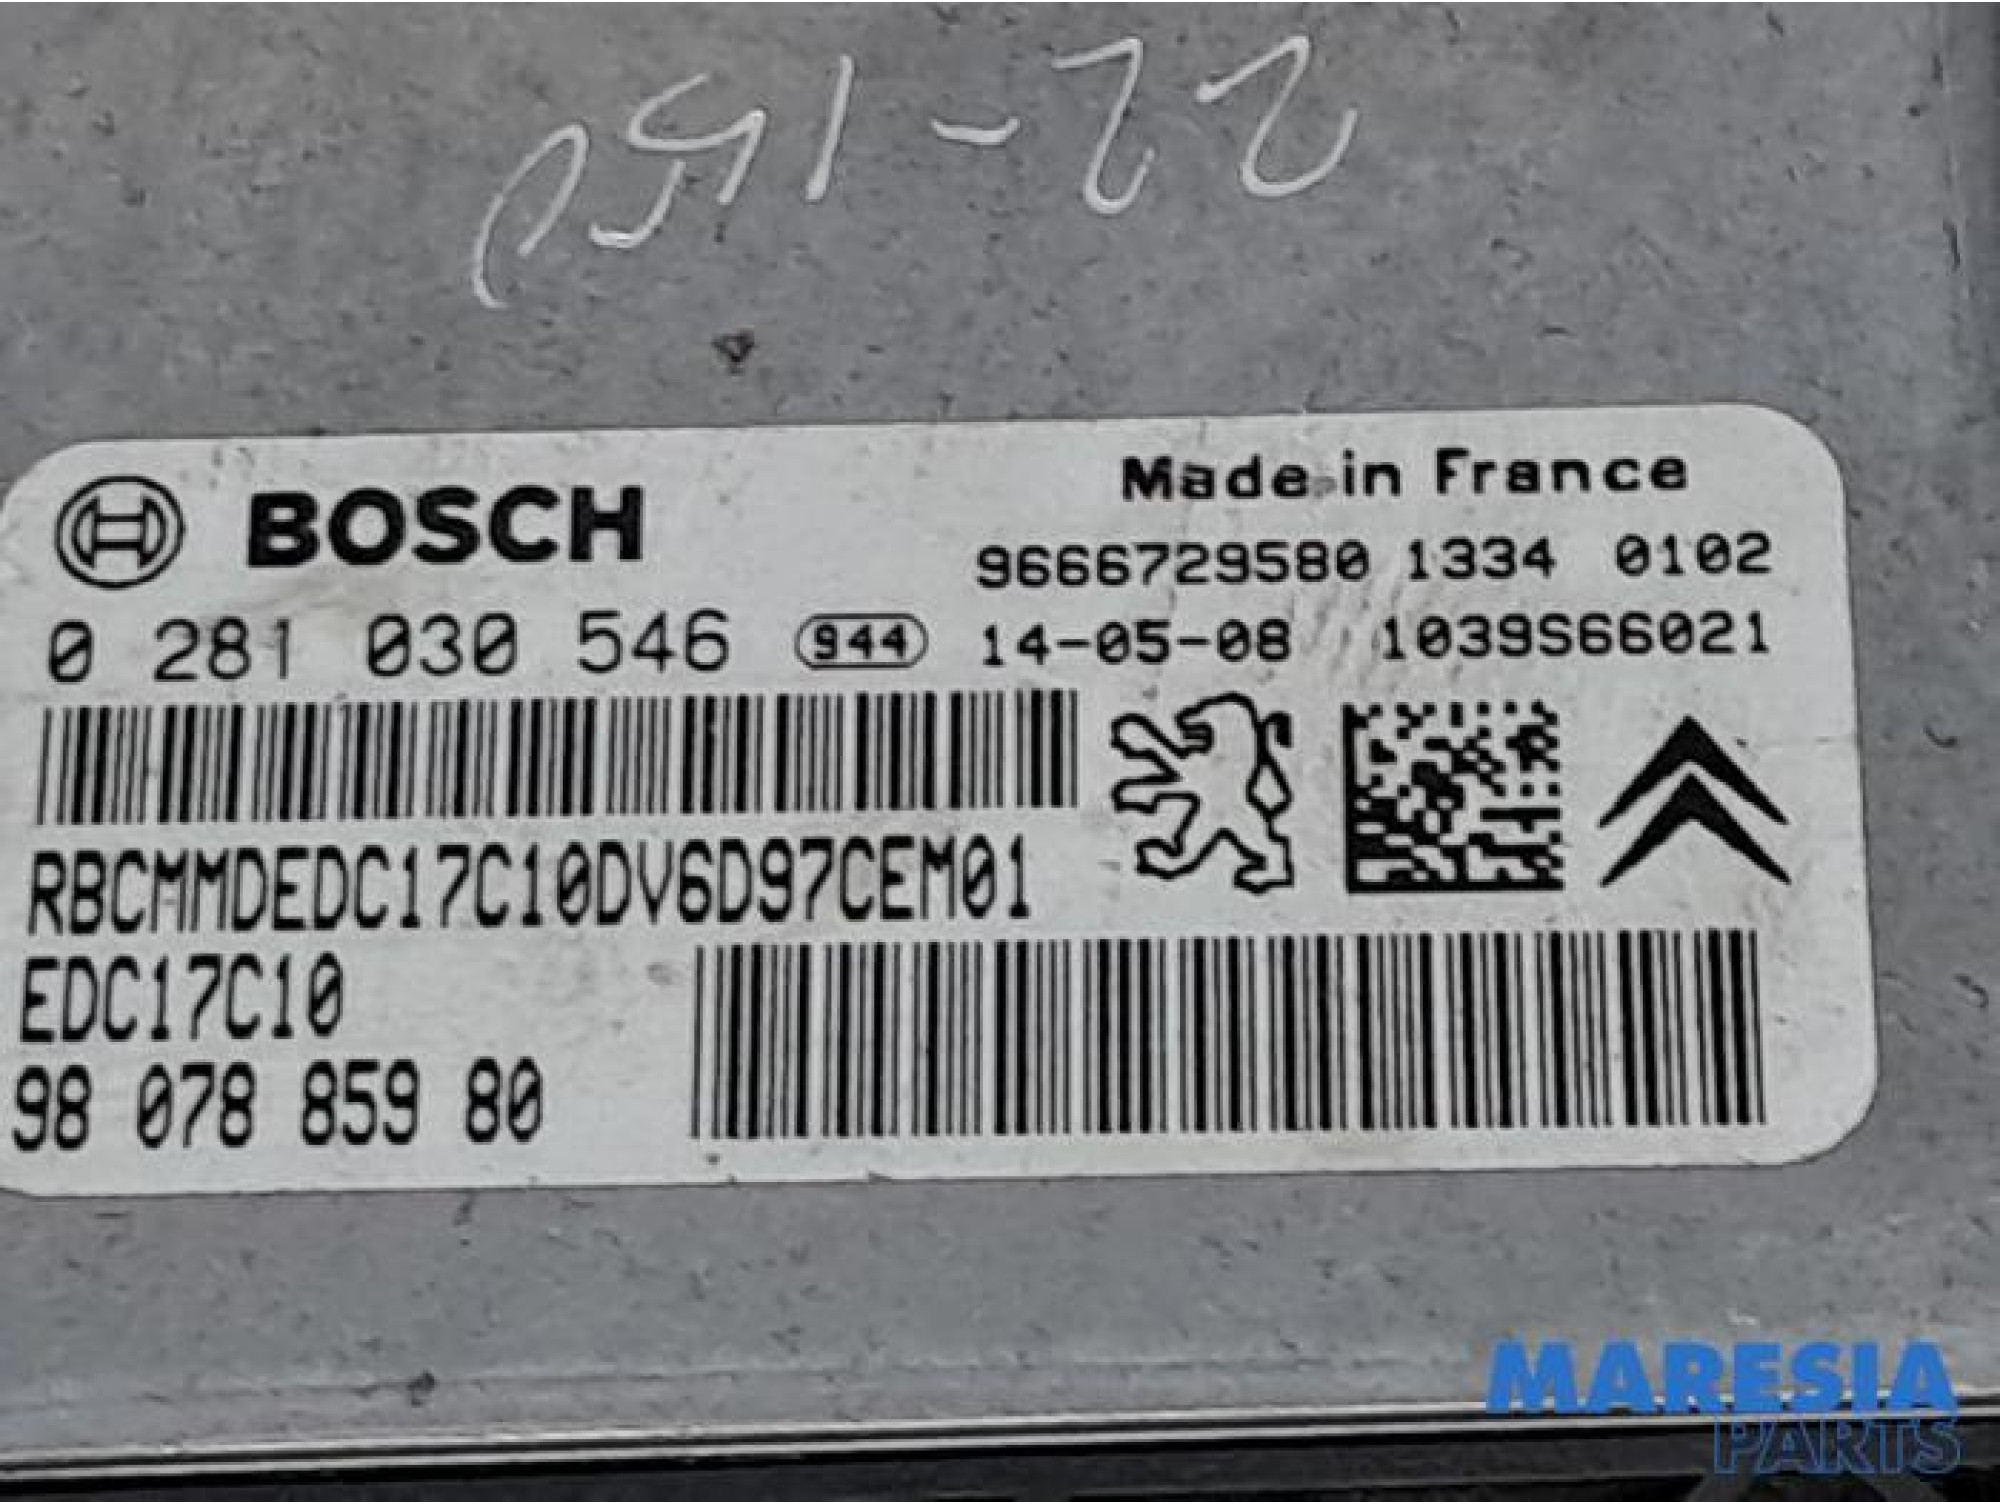 BOSCH
Made in France
9666729580 1334 0102
0 281 030 546 944 14-05-08 1039S66021
RBCMMDEDC17C10DV6D97CEM01
EDC17C10
98 078 859 80
MARESIA
PARTS